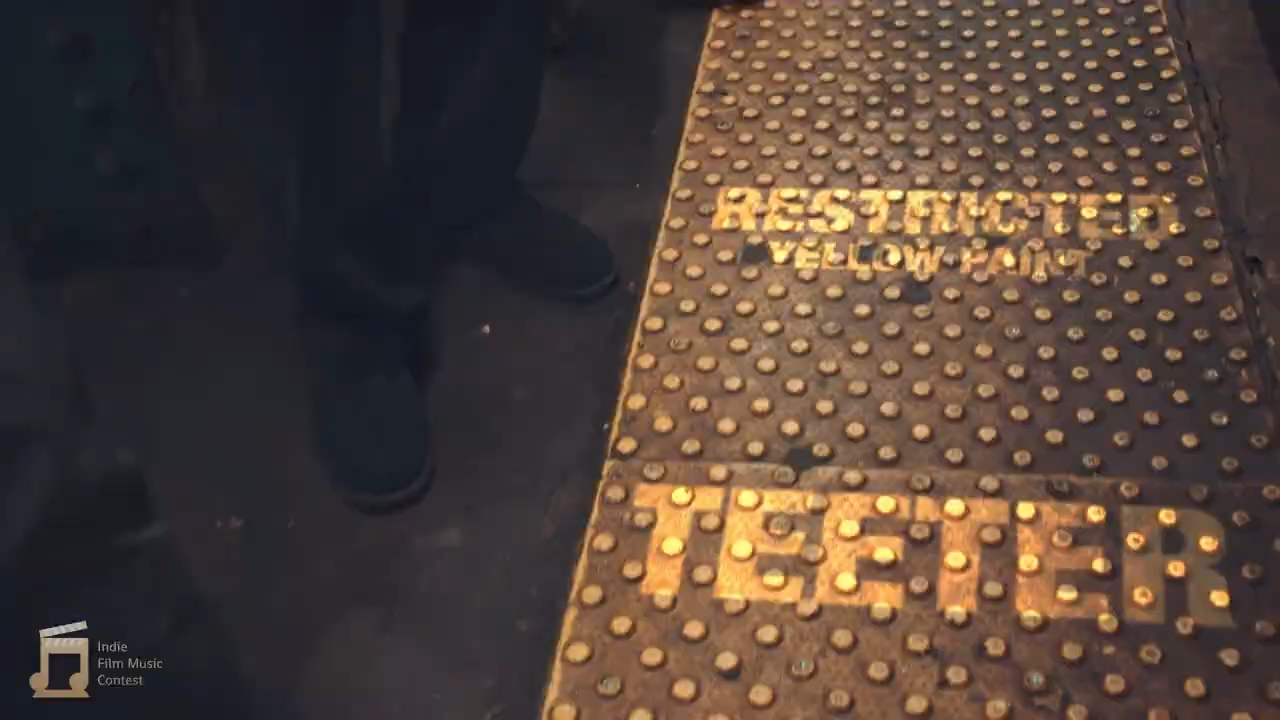 RESTRICTED
YELLOW PAINT
TEETER
Indie
Film Music
Contest